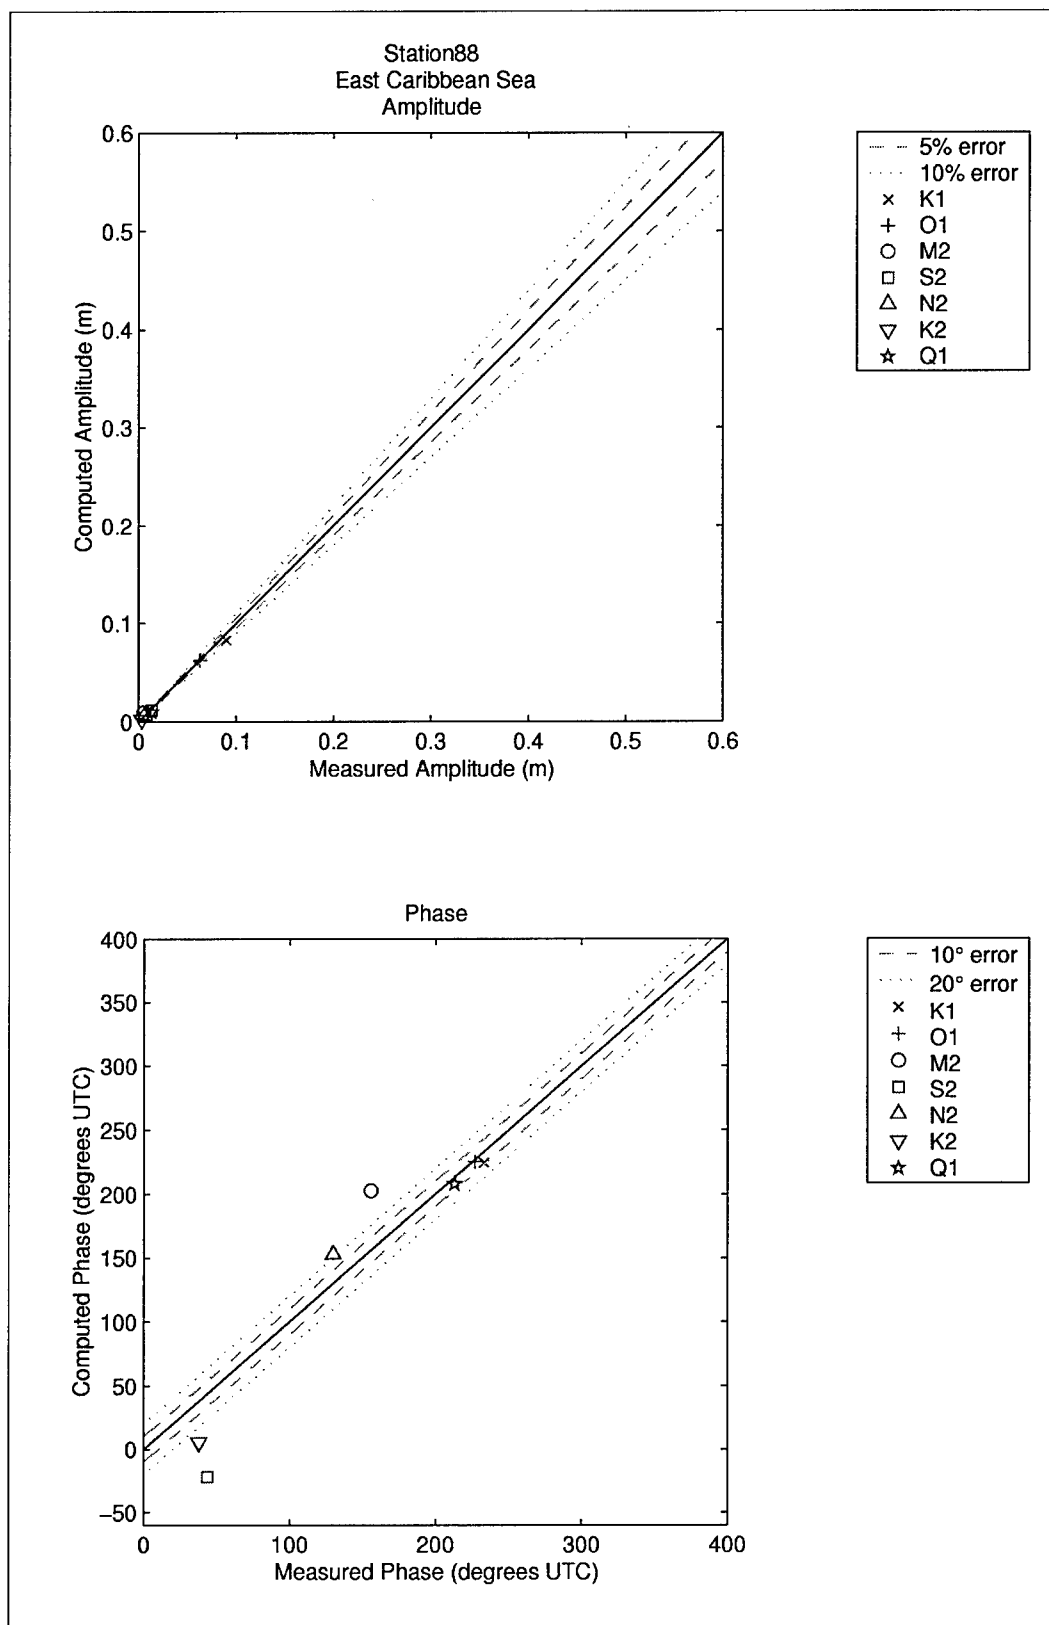 Station88
East Caribbean Sea
Amplitude
0.6
0.5
0.4
0.3
0.2
0.1
0
Computed Amplitude (m)
0 0.1 0.2 0.3 0.4 0.5 0.6
Measured Amplitude (m)
5% error
10% error
K1
O1
M2
S2
N2
K2
Q1
Phase
400
350
300
250
200
150
100
50
0
−50
Computed Phase (degrees UTC)
0 100 200 300 400
Measured Phase (degrees UTC)
10° error
20° error
K1
O1
M2
S2
N2
K2
Q1